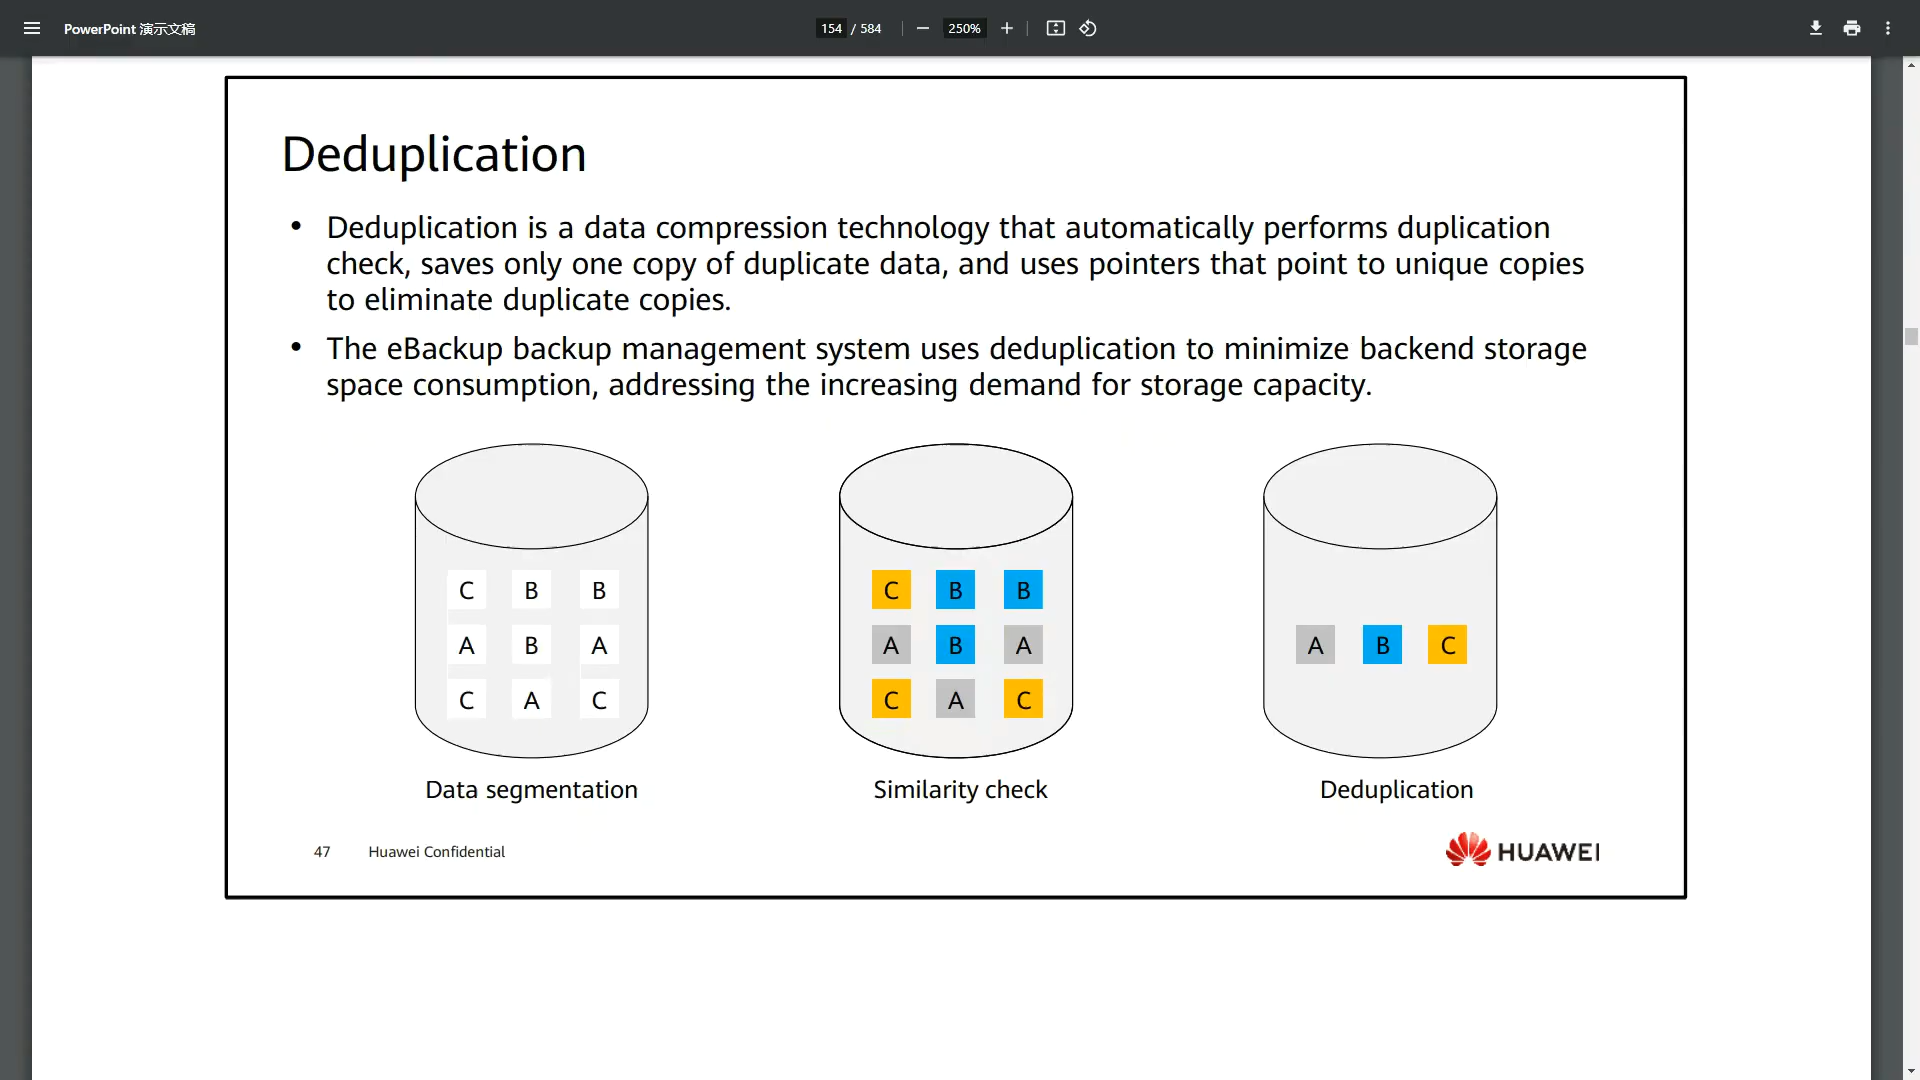 PowerPoint 演示文稿
154 / 584
250%
Deduplication
• Deduplication is a data compression technology that automatically performs duplication
check, saves only one copy of duplicate data, and uses pointers that point to unique copies
to eliminate duplicate copies.
• The eBackup backup management system uses deduplication to minimize backend storage
space consumption, addressing the increasing demand for storage capacity.
C B B
A B A
C A C
Data segmentation
C B B
A B A
C A C
Similarity check
A B C
Deduplication
47 Huawei Confidential
HUAWEI